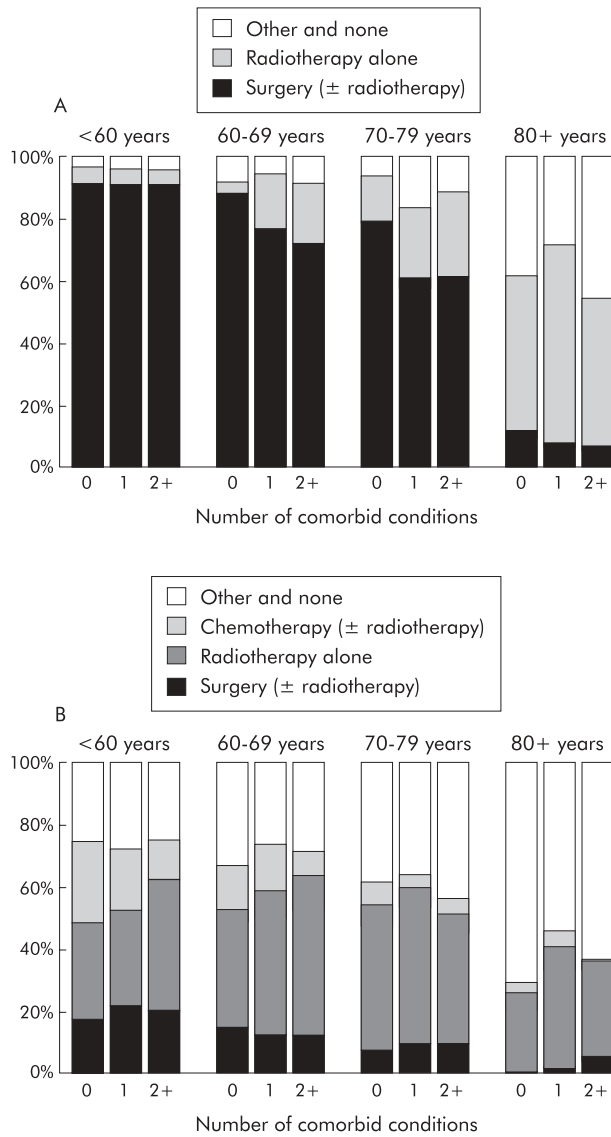 Other and none
Radiotherapy alone
Surgery (± radiotherapy)
A
<60 years 60-69 years 70-79 years 80+ years
100%
80%
60%
40%
20%
0%
0 1 2+ 0 1 2+ 0 1 2+ 0 1 2+
Number of comorbid conditions
Other and none
Chemotherapy (± radiotherapy)
Radiotherapy alone
Surgery (± radiotherapy)
B
<60 years 60-69 years 70-79 years 80+ years
100%
80%
60%
40%
20%
0%
0 1 2+ 0 1 2+ 0 1 2+ 0 1 2+
Number of comorbid conditions